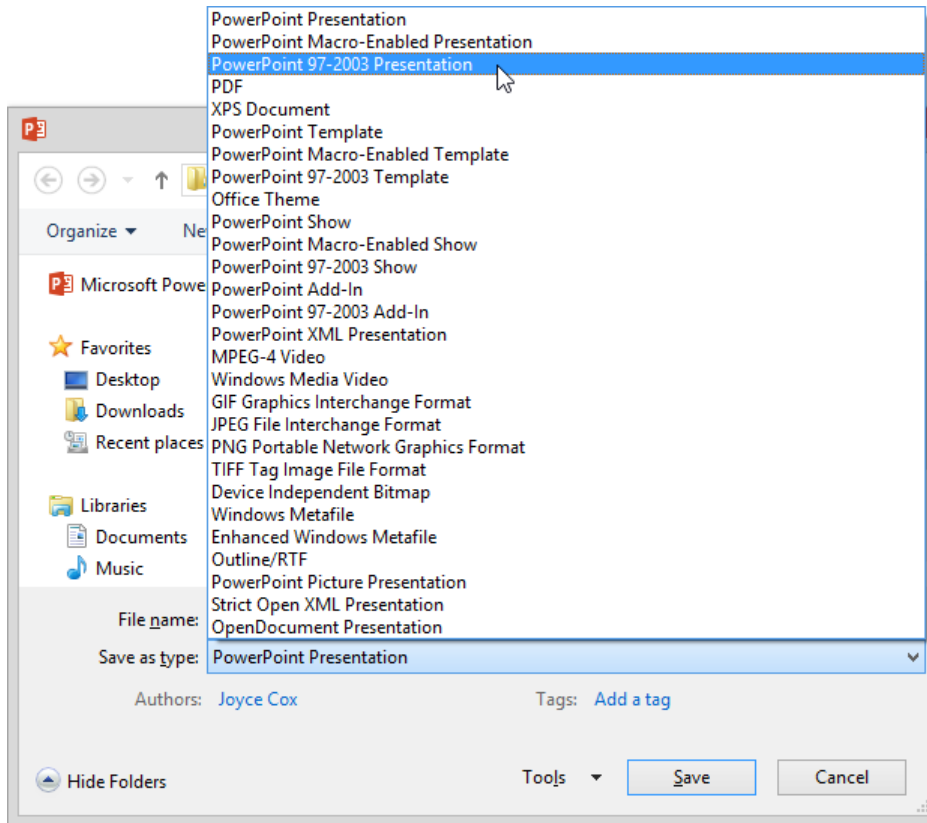 PowerPoint Presentation
PowerPoint Macro-Enabled Presentation
PowerPoint 97-2003 Presentation
PDF
XPS Document
PowerPoint Template
PowerPoint Macro-Enabled Template
PowerPoint 97-2003 Template
Office Theme
PowerPoint Show
PowerPoint Macro-Enabled Show
PowerPoint 97-2003 Show
PowerPoint Add-In
PowerPoint 97-2003 Add-In
PowerPoint XML Presentation
MPEG-4 Video
Windows Media Video
GIF Graphics Interchange Format
JPEG File Interchange Format
PNG Portable Network Graphics Format
TIFF Tag Image File Format
Device Independent Bitmap
Windows Metafile
Enhanced Windows Metafile
Outline/RTF
PowerPoint Picture Presentation
Strict Open XML Presentation
OpenDocument Presentation
Organize
Ne
Microsoft Powe
Favorites
Desktop
Downloads
Recent places
Libraries
Documents
Music
File name:
Save as type: PowerPoint Presentation
Authors: Joyce Cox Tags: Add a tag
Hide Folders Tools Save Cancel